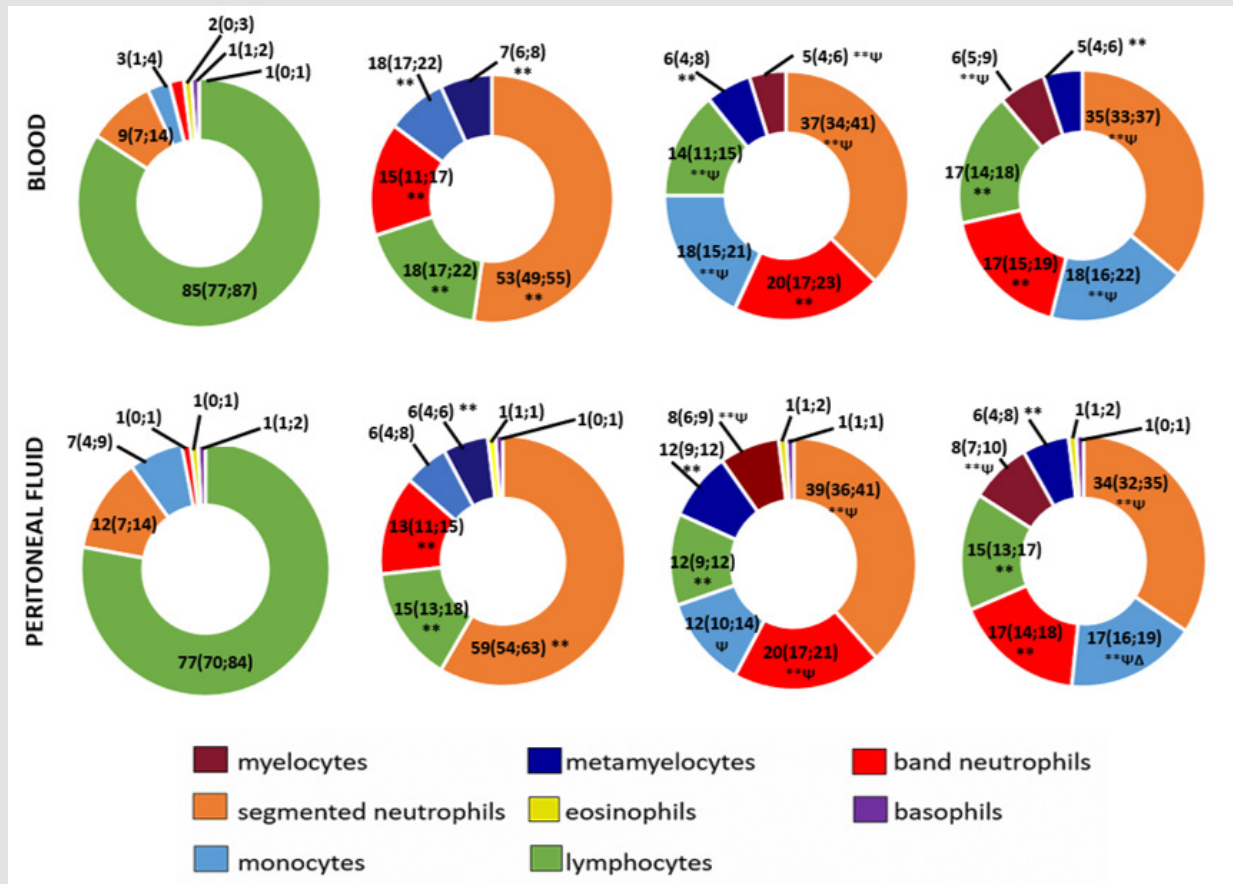 BLOOD
2(0;3)
3(1;4)
1(1;2)
1(0;1)
9(7;14)
85(77;87)
18(17;22)
**
7(6;8)
**
15(11;17)
**
18(17;22)
**
53(49;55)
**
6(4;8)
**
5(4;6) **Ψ
37(34;41)
**Ψ
14(11;15)
**Ψ
18(15;21)
**Ψ
20(17;23)
**
6(5;9)
**Ψ
5(4;6) **
35(33;37)
**Ψ
17(14;18)
**
17(15;19)
**
18(16;22)
**Ψ
PERITONEAL FLUID
1(0;1)
1(0;1)
7(4;9)
1(1;2)
12(7;14)
77(70;84)
6(4;6) **
1(1;1)
6(4;8)
1(0;1)
13(11;15)
**
15(13;18)
**
59(54;63) **
8(6;9) **Ψ
1(1;2)
12(9;12)
**
1(1;1)
39(36;41)
**Ψ
12(9;12)
**
12(10;14)
Ψ
20(17;21)
**Ψ
6(4;8) **
1(1;2)
8(7;10)
**Ψ
1(0;1)
34(32;35)
**Ψ
15(13;17)
**
17(14;18)
**
17(16;19)
**ΨΔ
myelocytes
metamyelocytes
band neutrophils
segmented neutrophils
eosinophils
basophils
monocytes
lymphocytes